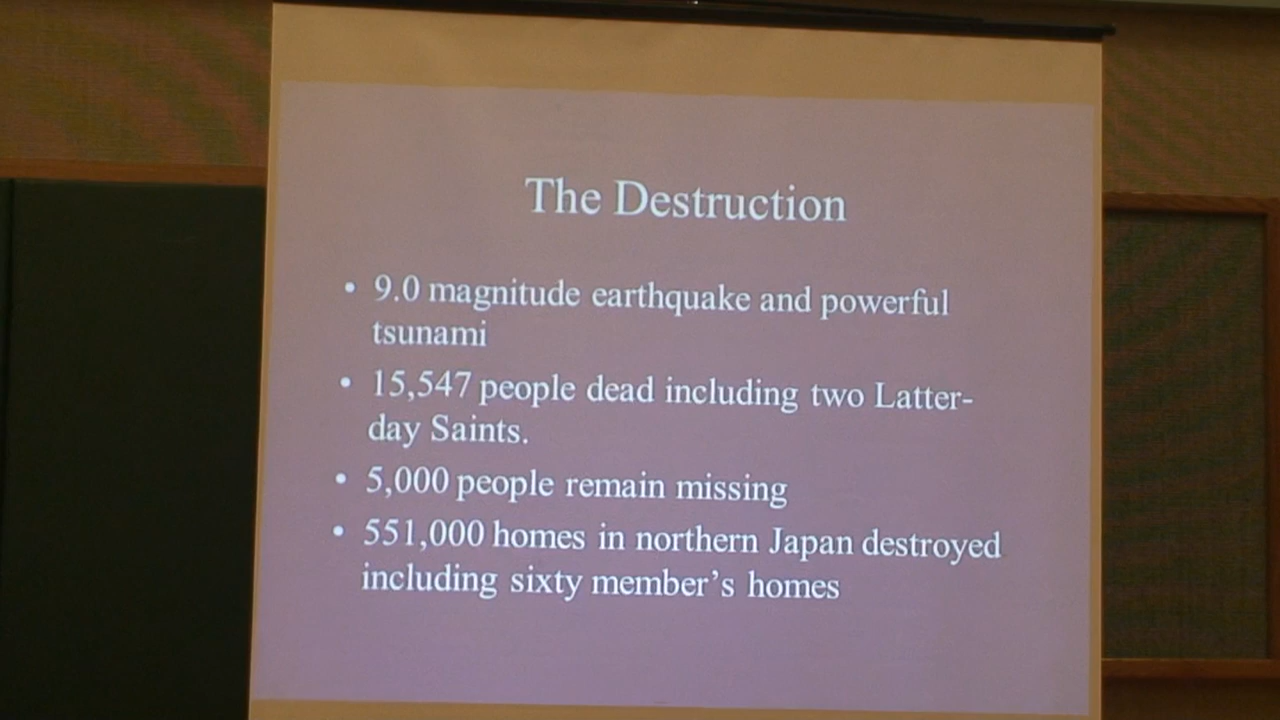 The Destruction
• 9.0 magnitude earthquake and powerful
tsunami
• 15,547 people dead including two Latter-
day Saints.
• 5,000 people remain missing
• 551,000 homes in northern Japan destroyed
including sixty member’s homes